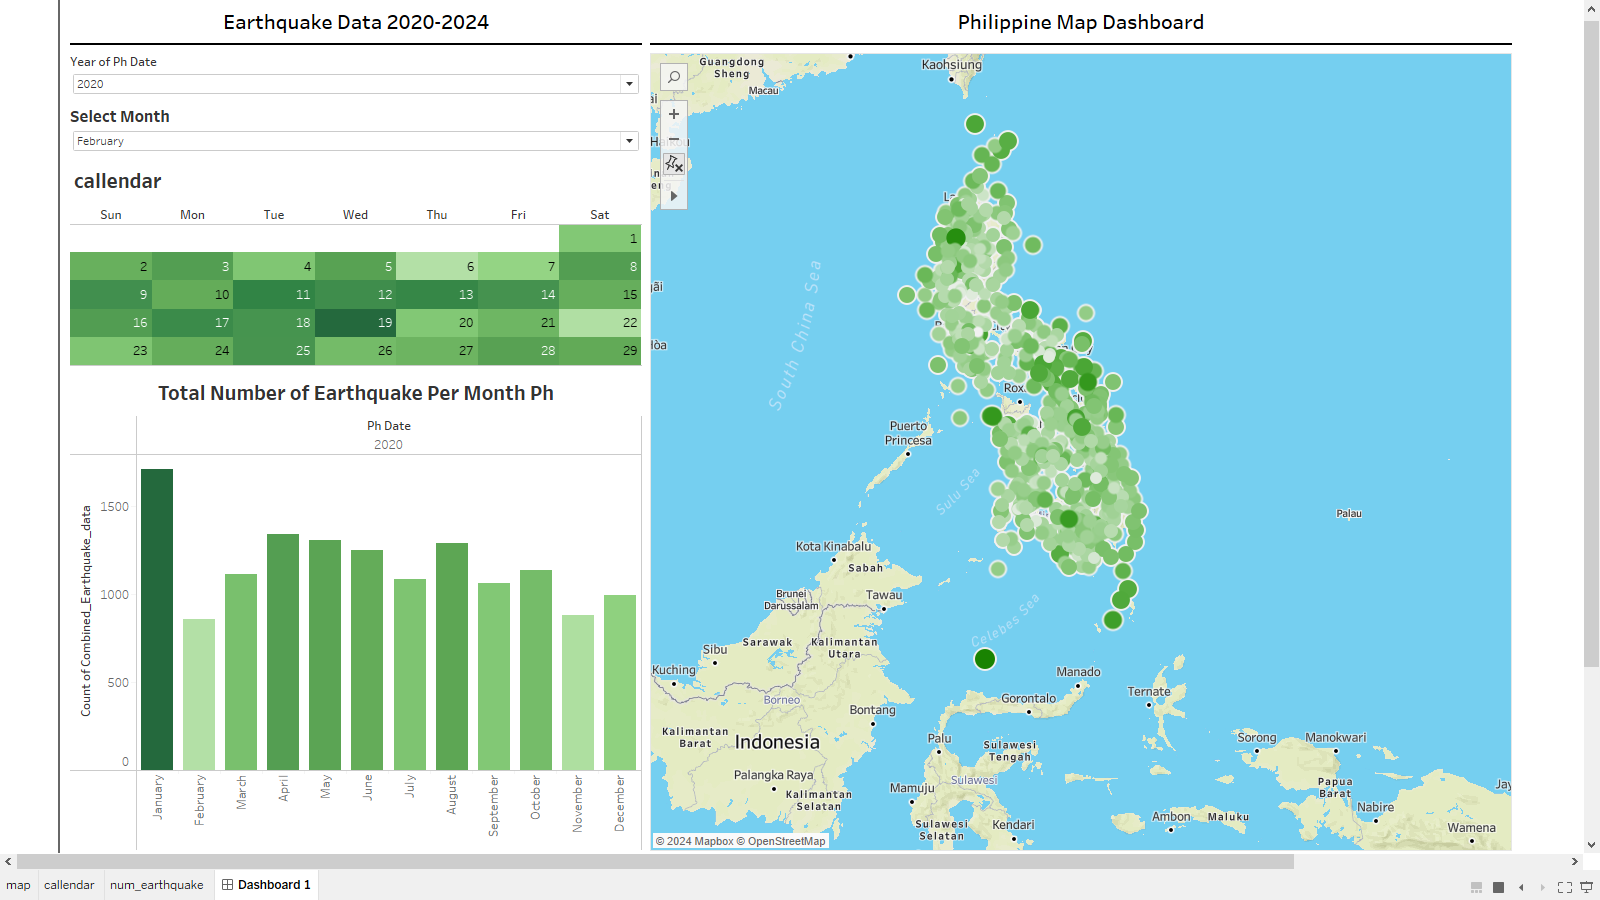 Earthquake Data 2020-2024
Philippine Map Dashboard
Year of Ph Date
2020
Select Month
February
callendar
Sun Mon Tue Wed Thu Fri Sat
1
2 3 4 5 6 7 8
9 10 11 12 13 14 15
16 17 18 19 20 21 22
23 24 25 26 27 28 29
Total Number of Earthquake Per Month Ph
Ph Date
2020
Count of Combined_Earthquake_data
1500
1000
500
0
January
February
March
April
May
June
July
August
September
October
November
December
Guangdong
Sheng
Macau
Kaohsiung
South China Sea
Puerto
Princesa
Rox
Sulu Sea
Palau
Kota Kinabalu
Sabah
Brunei
Darussalam
Tawau
Celebes Sea
Sarawak
Kalimantan
Utara
Sibu
Kuching
Borneo
Manado
Gorontalo
Ternate
Bontang
Kalimantan
Barat
Indonesia
Palu
Sulawesi
Tengah
Sorong
Manokwari
Palangka Raya
Sulawesi
Kalimantan
Selatan
Mamuju
Papua
Barat
Nabire
Sulawesi
Selatan
Kendari
Ambon
Maluku
Wamena
© 2024 Mapbox © OpenStreetMap
map callendar num_earthquake Dashboard 1